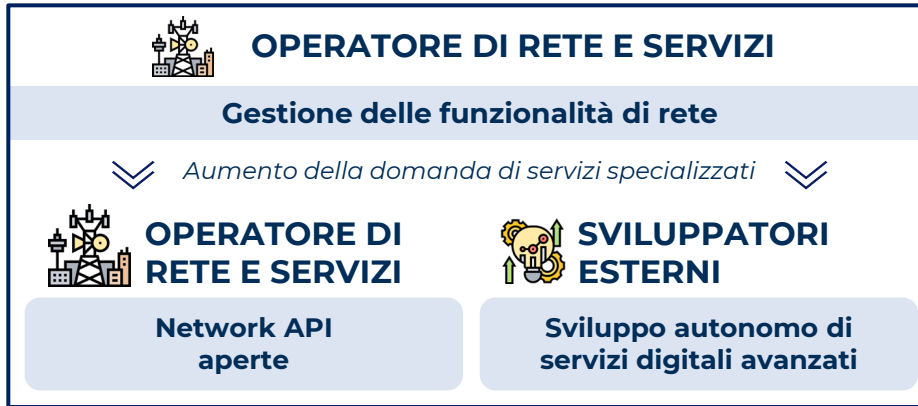 OPERATORE DI RETE E SERVIZI
Gestione delle funzionalità di rete
Aumento della domanda di servizi specializzati
OPERATORE DI
RETE E SERVIZI
SVILUPPATORI
ESTERNI
Network API
aperte
Sviluppo autonomo di
servizi digitali avanzati